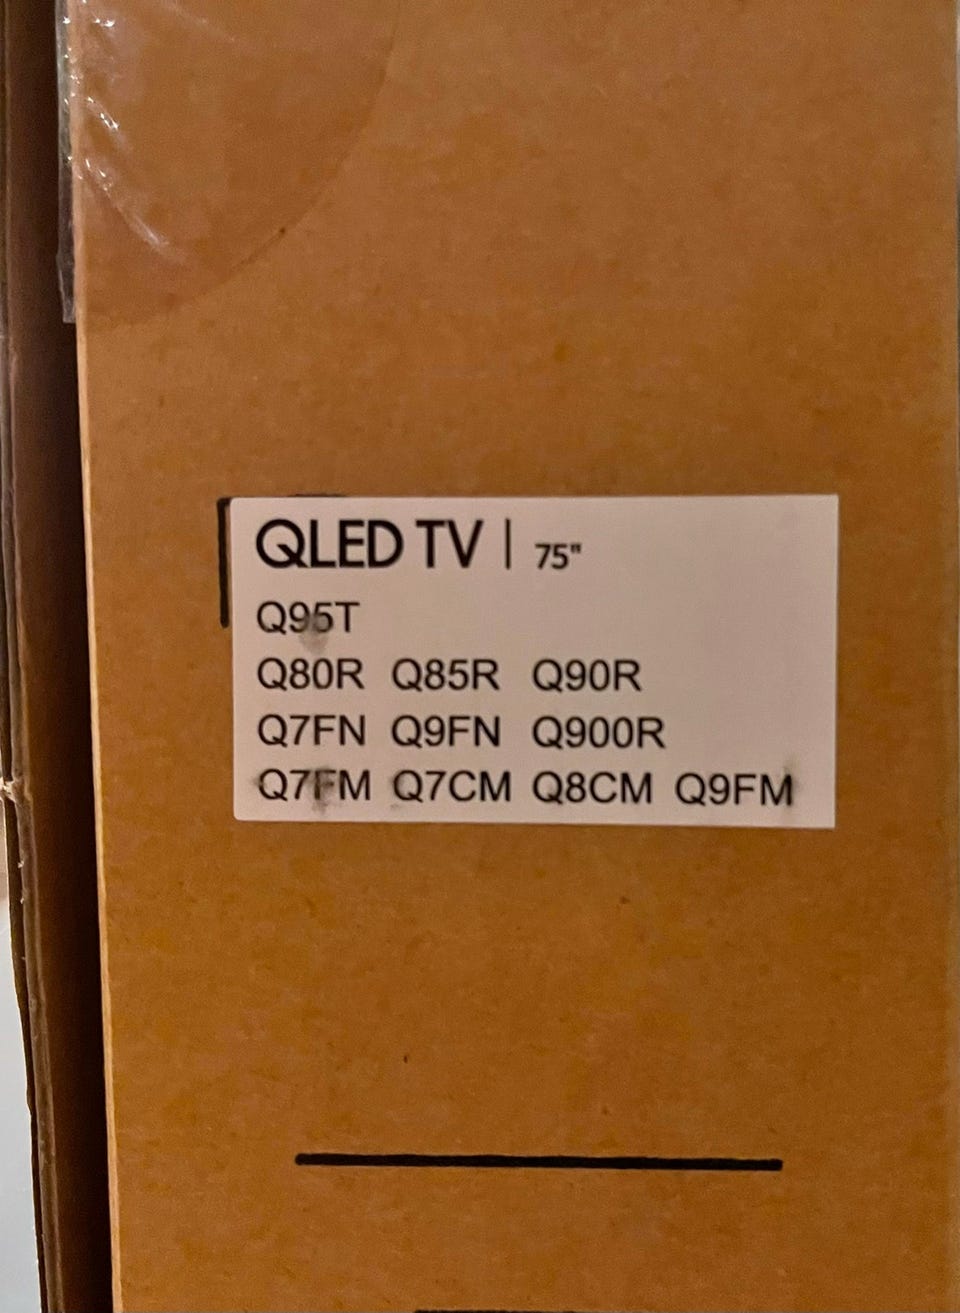 QLED TV | 75"
Q95T
Q80R Q85R Q90R
Q7FN Q9FN Q900R
Q7FM Q7CM Q8CM Q9FM